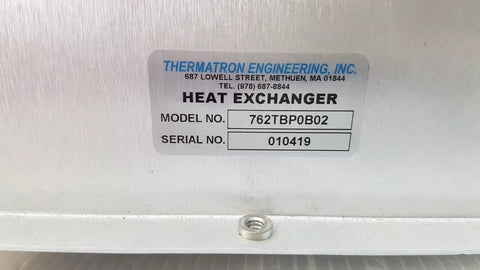 THERMATRON ENGINEERING, INC.
687 LOWELL STREET, METHUEN, MA 01844
TEL. (978) 687-8844
HEAT EXCHANGER
MODEL NO. 762TBP0B02
SERIAL NO. 010419